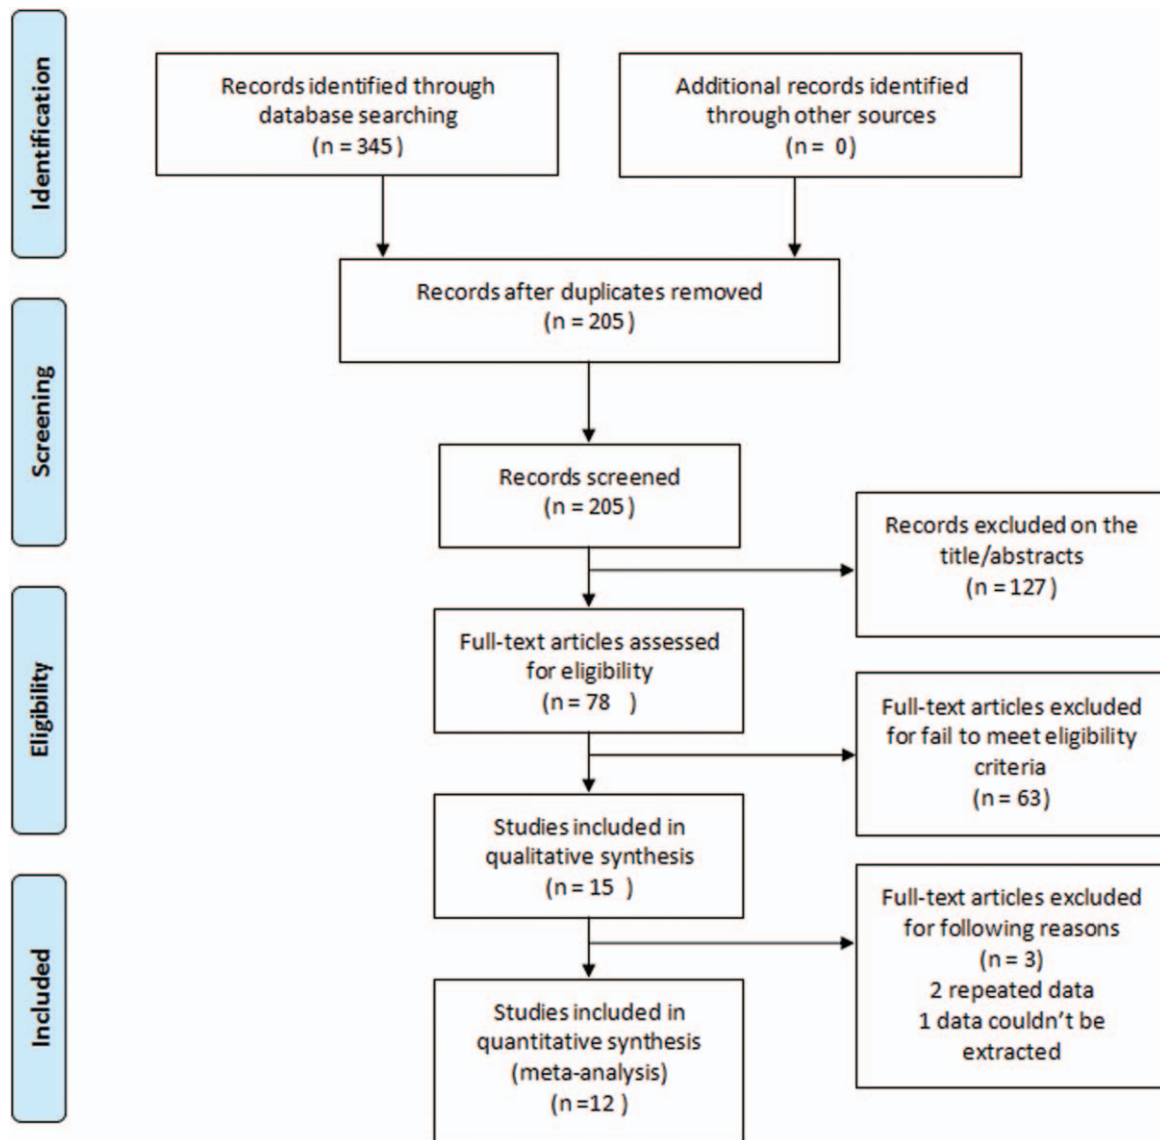 Identification
Records identified through
database searching
(n = 345)
Additional records identified
through other sources
(n = 0)
Records after duplicates removed
(n = 205)
Screening
Records screened
(n = 205)
Records excluded on the
title/abstracts
(n = 127)
Eligibility
Full-text articles assessed
for eligibility
(n = 78 )
Full-text articles excluded
for fail to meet eligibility
criteria
(n = 63)
Studies included in
qualitative synthesis
(n = 15 )
Included
Full-text articles excluded
for following reasons
(n = 3)
2 repeated data
1 data couldn't be
extracted
Studies included in
quantitative synthesis
(meta-analysis)
(n =12 )